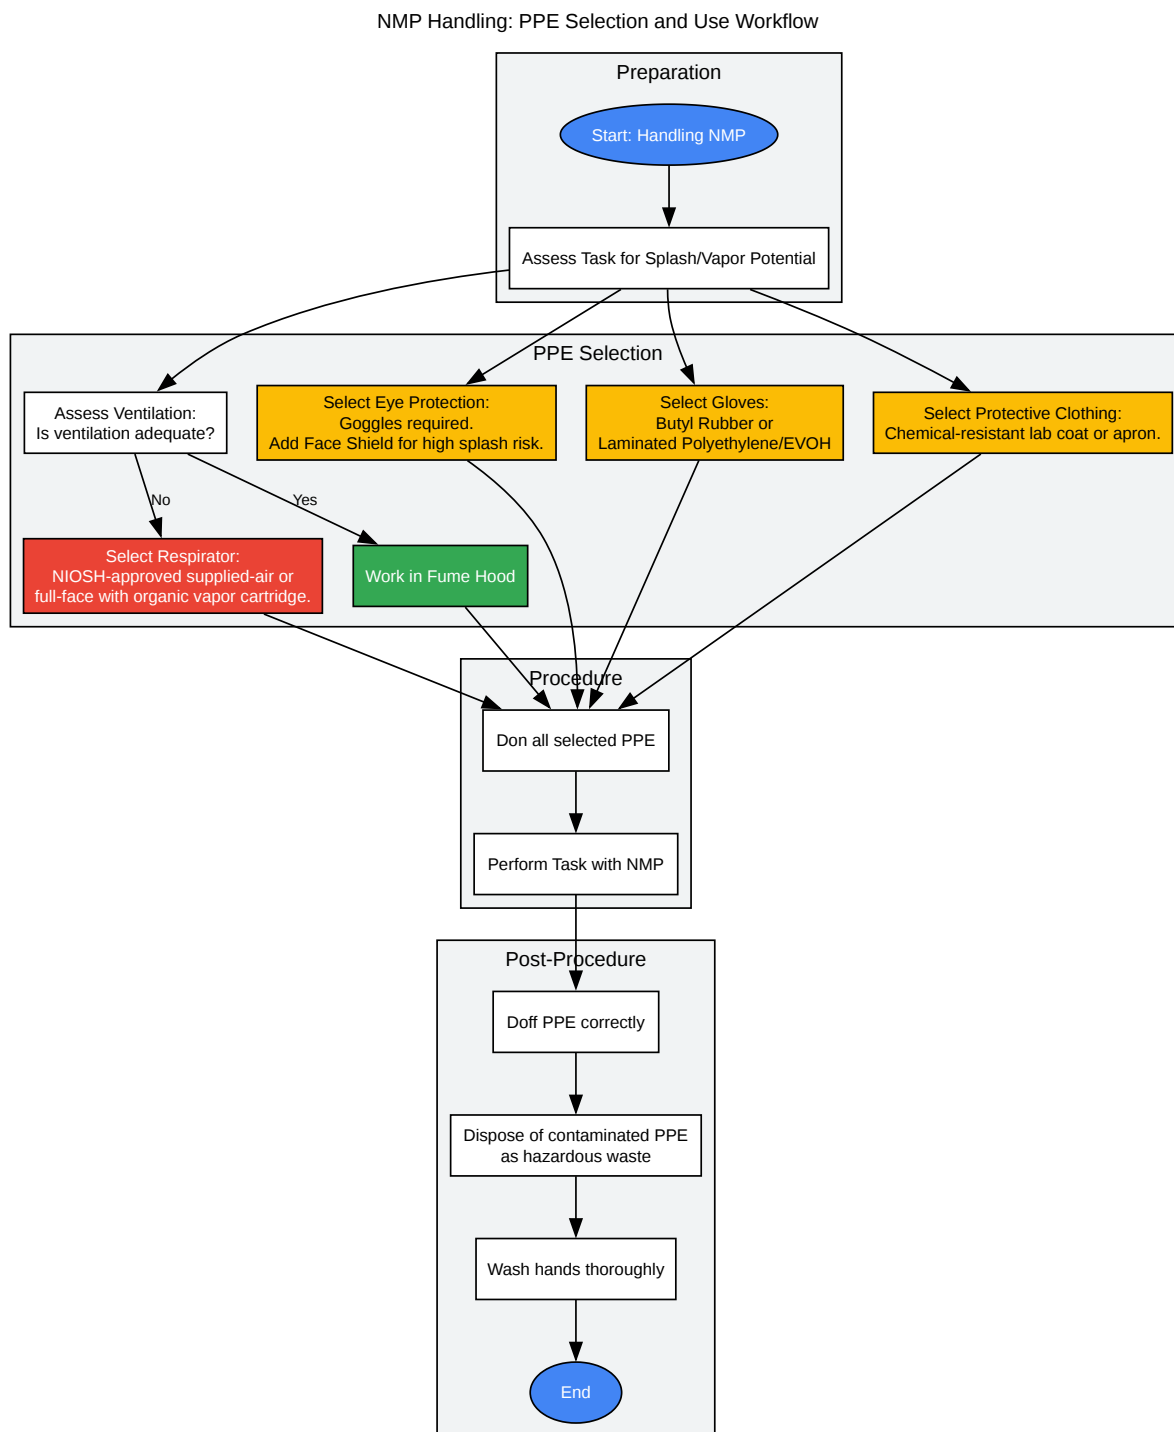 NMP Handling: PPE Selection and Use Workflow
Preparation
Start: Handling NMP
Assess Task for Splash/Vapor Potential
PPE Selection
Assess Ventilation:
Is ventilation adequate?
Select Eye Protection:
Goggles required.
Add Face Shield for high splash risk.
Select Gloves:
Butyl Rubber or
Laminated Polyethylene/EVOH
Select Protective Clothing:
Chemical-resistant lab coat or apron.
No
Yes
Select Respirator:
NIOSH-approved supplied-air or
full-face with organic vapor cartridge.
Work in Fume Hood
Procedure
Don all selected PPE
Perform Task with NMP
Post-Procedure
Doff PPE correctly
Dispose of contaminated PPE
as hazardous waste
Wash hands thoroughly
End